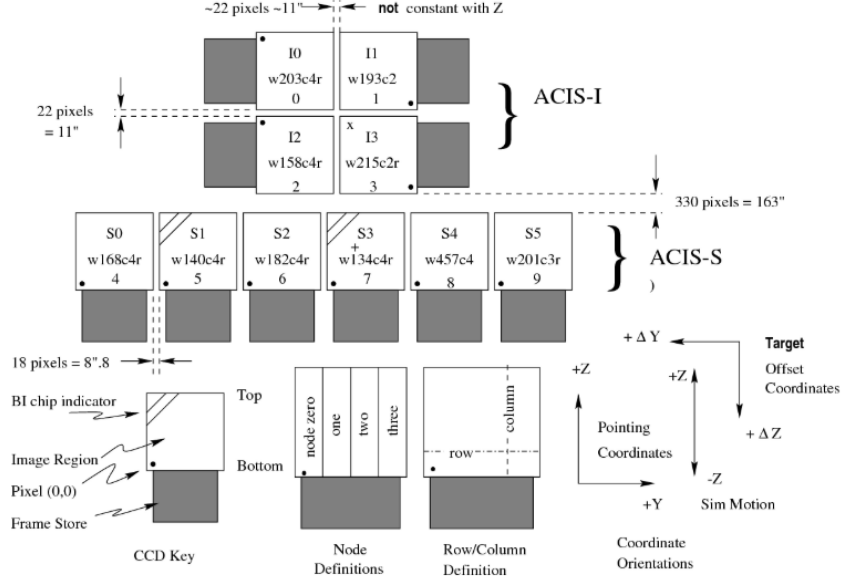 ~22 pixels ~11" not constant with Z
I0
w203c4r
0
I1
w193c2
1
ACIS-I
22 pixels
= 11"
I2
w158c4r
2
x
I3
w215c2r
3
330 pixels = 163"
S0
w168c4r
4
S1
w140c4r
5
S2
w182c4r
6
S3
+
w134c4r
7
S4
w457c4
8
S5
w201c3r
9
ACIS-S
)
18 pixels = 8".8
BI chip indicator
Image Region
Pixel (0,0)
Frame Store
Top
Bottom
CCD Key
node zero
one
two
three
Node
Definitions
column
row
Row/Column
Definition
+ Δ Y
Target
Offset
Coordinates
+ Δ Z
+Z
Pointing
Coordinates
+Y
+Z
-Z
Sim Motion
Coordinate
Orientations